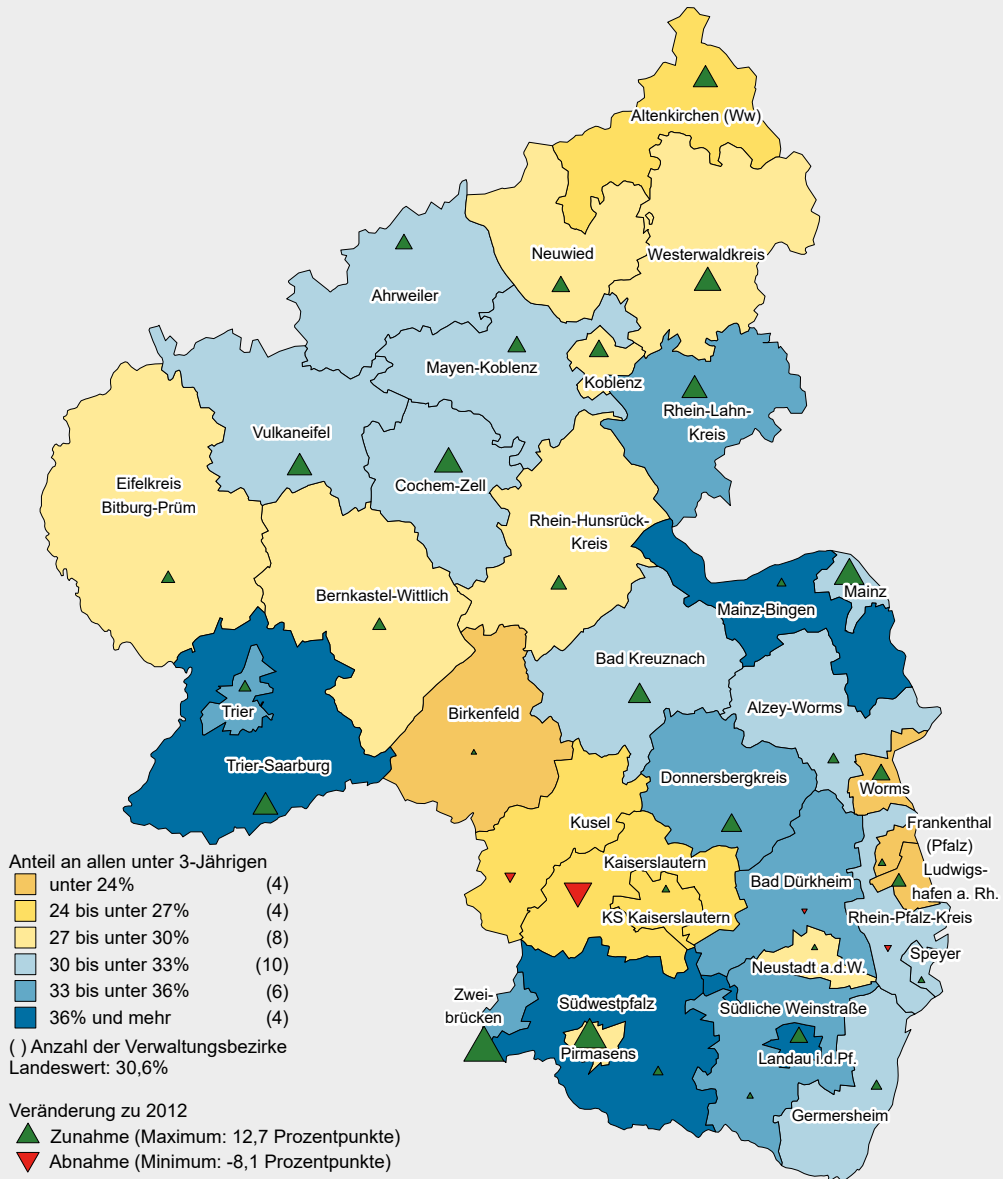 Altenkirchen (Ww)
Neuwied
Westerwaldkreis
Ahrweiler
Mayen-Koblenz
Koblenz
Rhein-Lahn-
Kreis
Vulkaneifel
Cochem-Zell
Eifelkreis
Bitburg-Prüm
Rhein-Hunsrück-
Kreis
Bernkastel-Wittlich
Mainz
Mainz-Bingen
Bad Kreuznach
Alzey-Worms
Trier
Birkenfeld
Trier-Saarburg
Donnersbergkreis
Worms
Kusel
Frankenthal
(Pfalz)
Ludwigs-
hafen a. Rh.
Kaiserslautern
Bad Dürkheim
KS Kaiserslautern
Rhein-Pfalz-Kreis
Speyer
Neustadt a.d.W.
Zwei-
brücken
Südwestpfalz
Südliche Weinstraße
Pirmasens
Landau i.d.Pf.
Germersheim
Anteil an allen unter 3-Jährigen
unter 24% (4)
24 bis unter 27% (4)
27 bis unter 30% (8)
30 bis unter 33% (10)
33 bis unter 36% (6)
36% und mehr (4)
( ) Anzahl der Verwaltungsbezirke
Landeswert: 30,6%
Veränderung zu 2012
Zunahme (Maximum: 12,7 Prozentpunkte)
Abnahme (Minimum: -8,1 Prozentpunkte)